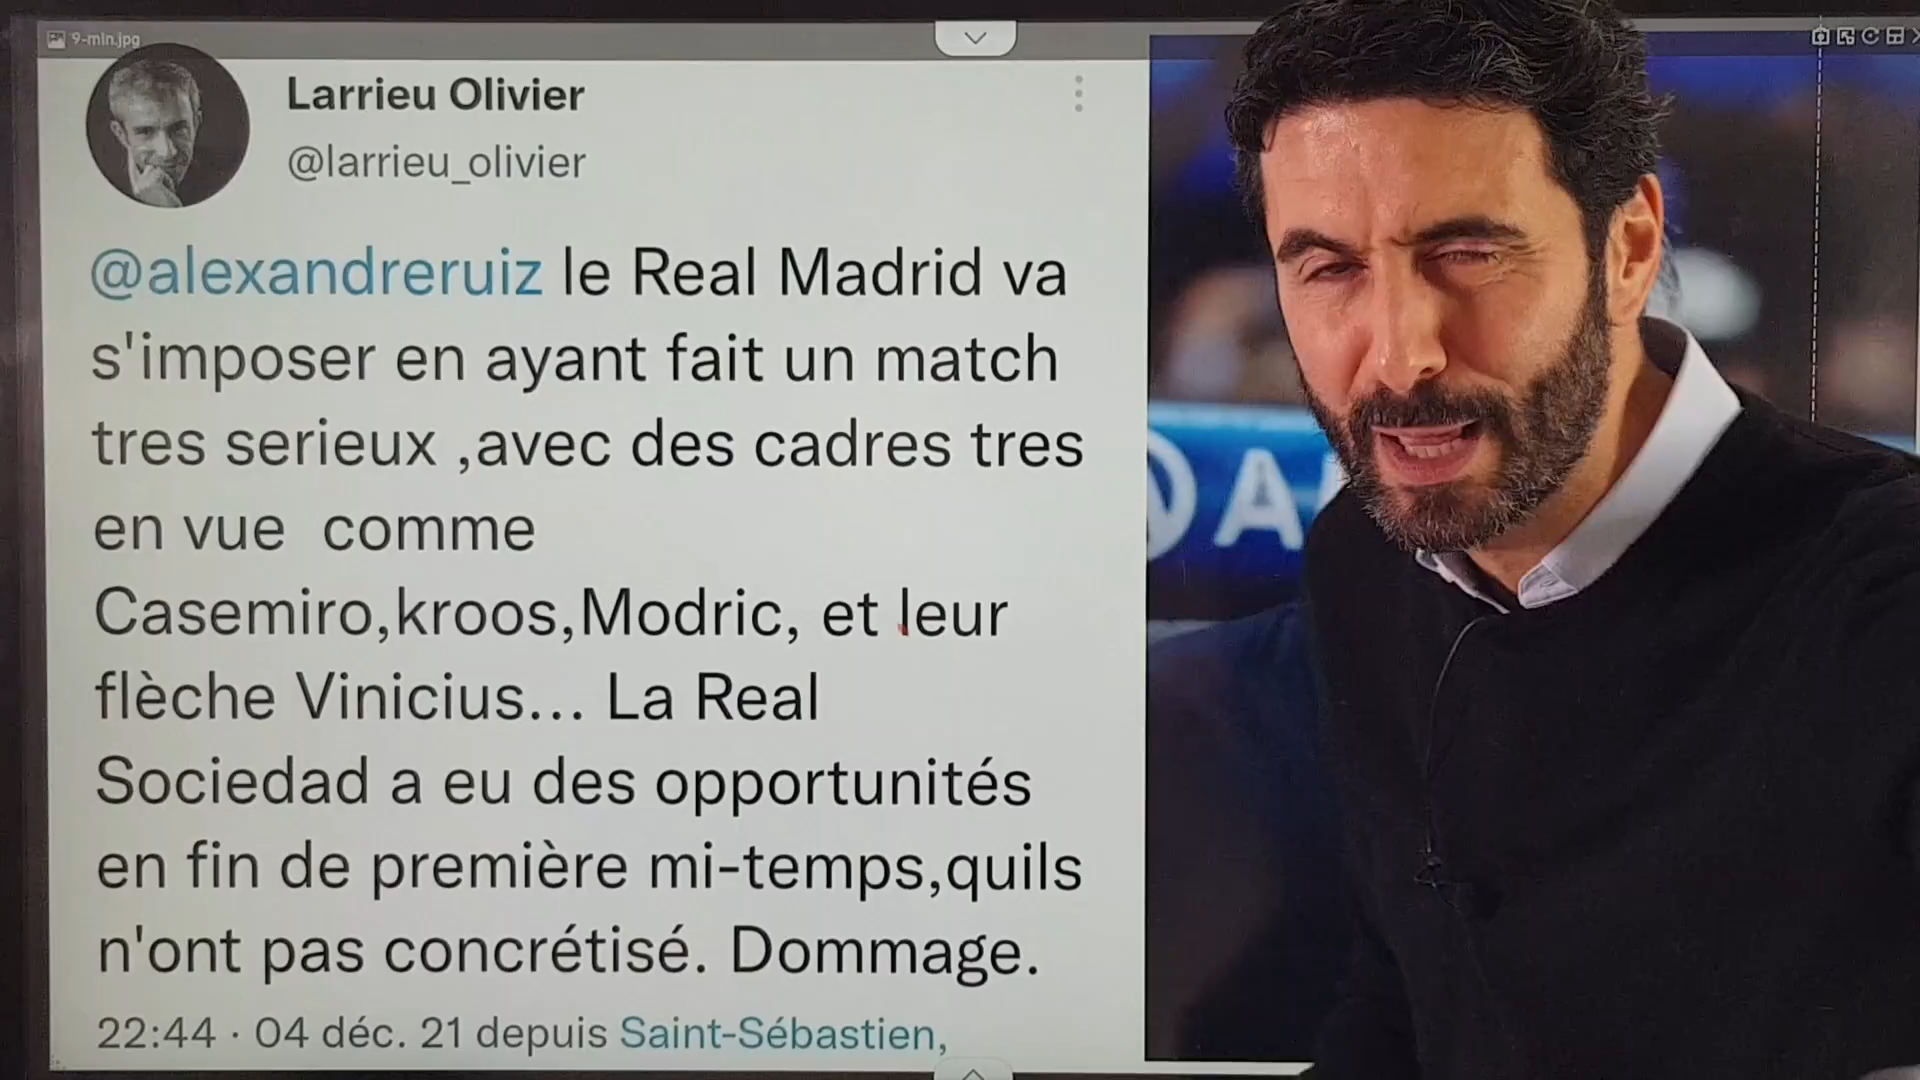 9-min.jpg
Larrieu Olivier
@larrieu_olivier
@alexandreruiz le Real Madrid va
s'imposer en ayant fait un match
tres serieux ,avec des cadres tres
en vue comme
Casemiro,kroos,Modric, et leur
flèche Vinicius... La Real
Sociedad a eu des opportunités
en fin de première mi-temps,quils
n'ont pas concrétisé. Dommage.
22:44 · 04 déc. 21 depuis Saint-Sébastien,